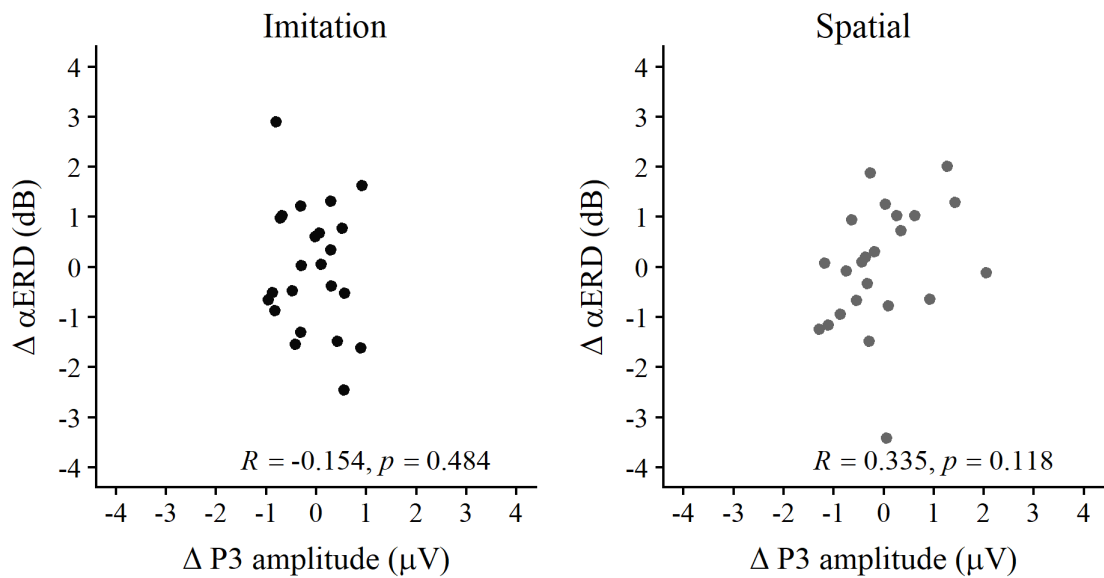 Imitation
4
3
2
1
0
-1
-2
-3
-4
Δ αERD (dB)
R = -0.154, p = 0.484
-4 -3 -2 -1 0 1 2 3 4
Δ P3 amplitude (μV)
Spatial
4
3
2
1
0
-1
-2
-3
-4
Δ αERD (dB)
R = 0.335, p = 0.118
-4 -3 -2 -1 0 1 2 3 4
Δ P3 amplitude (μV)